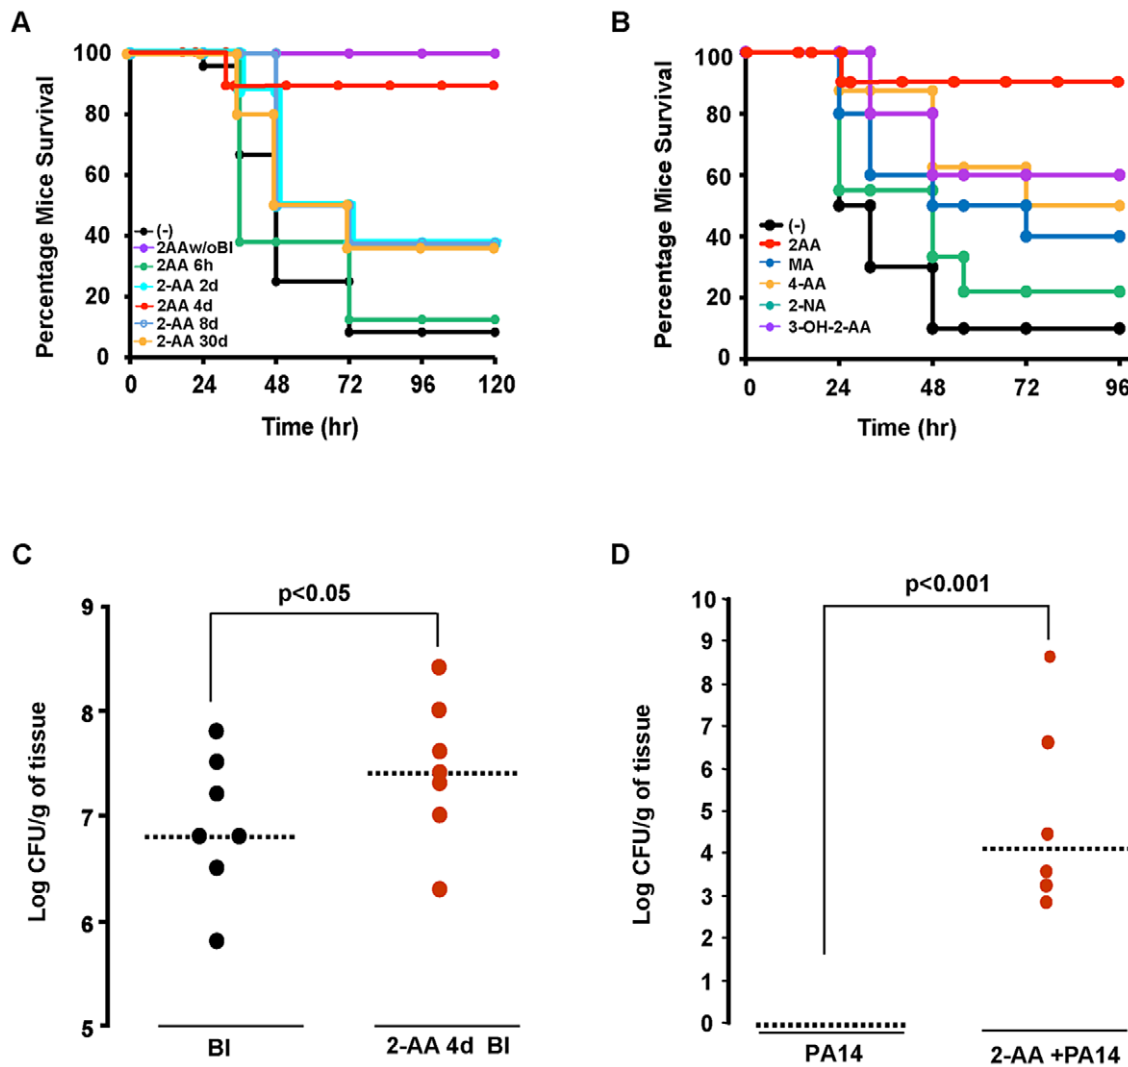 A
Percentage Mice Survival
100
80
60
40
20
0
(-)
2AAw/oBI
2AA 6h
2-AA 2d
2AA 4d
2-AA 8d
2-AA 30d
0 24 48 72 96 120
Time (hr)
B
Percentage Mice Survival
100
80
60
40
20
0
(-)
2AA
MA
4-AA
2-NA
3-OH-2-AA
0 24 48 72 96
Time (hr)
C
p<0.05
Log CFU/g of tissue
9
8
7
6
5
BI
2-AA 4d BI
D
p<0.001
Log CFU/g of tissue
10
9
8
7
6
5
4
3
2
1
0
PA14
2-AA +PA14